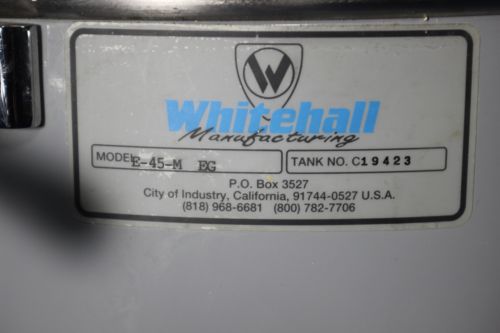 W
Whitehall
Manufacturing
MODEL E-45-M EG TANK NO. C19423
P.O. Box 3527
City of Industry, California, 91744-0527 U.S.A.
(818) 968-6681 (800) 782-7706